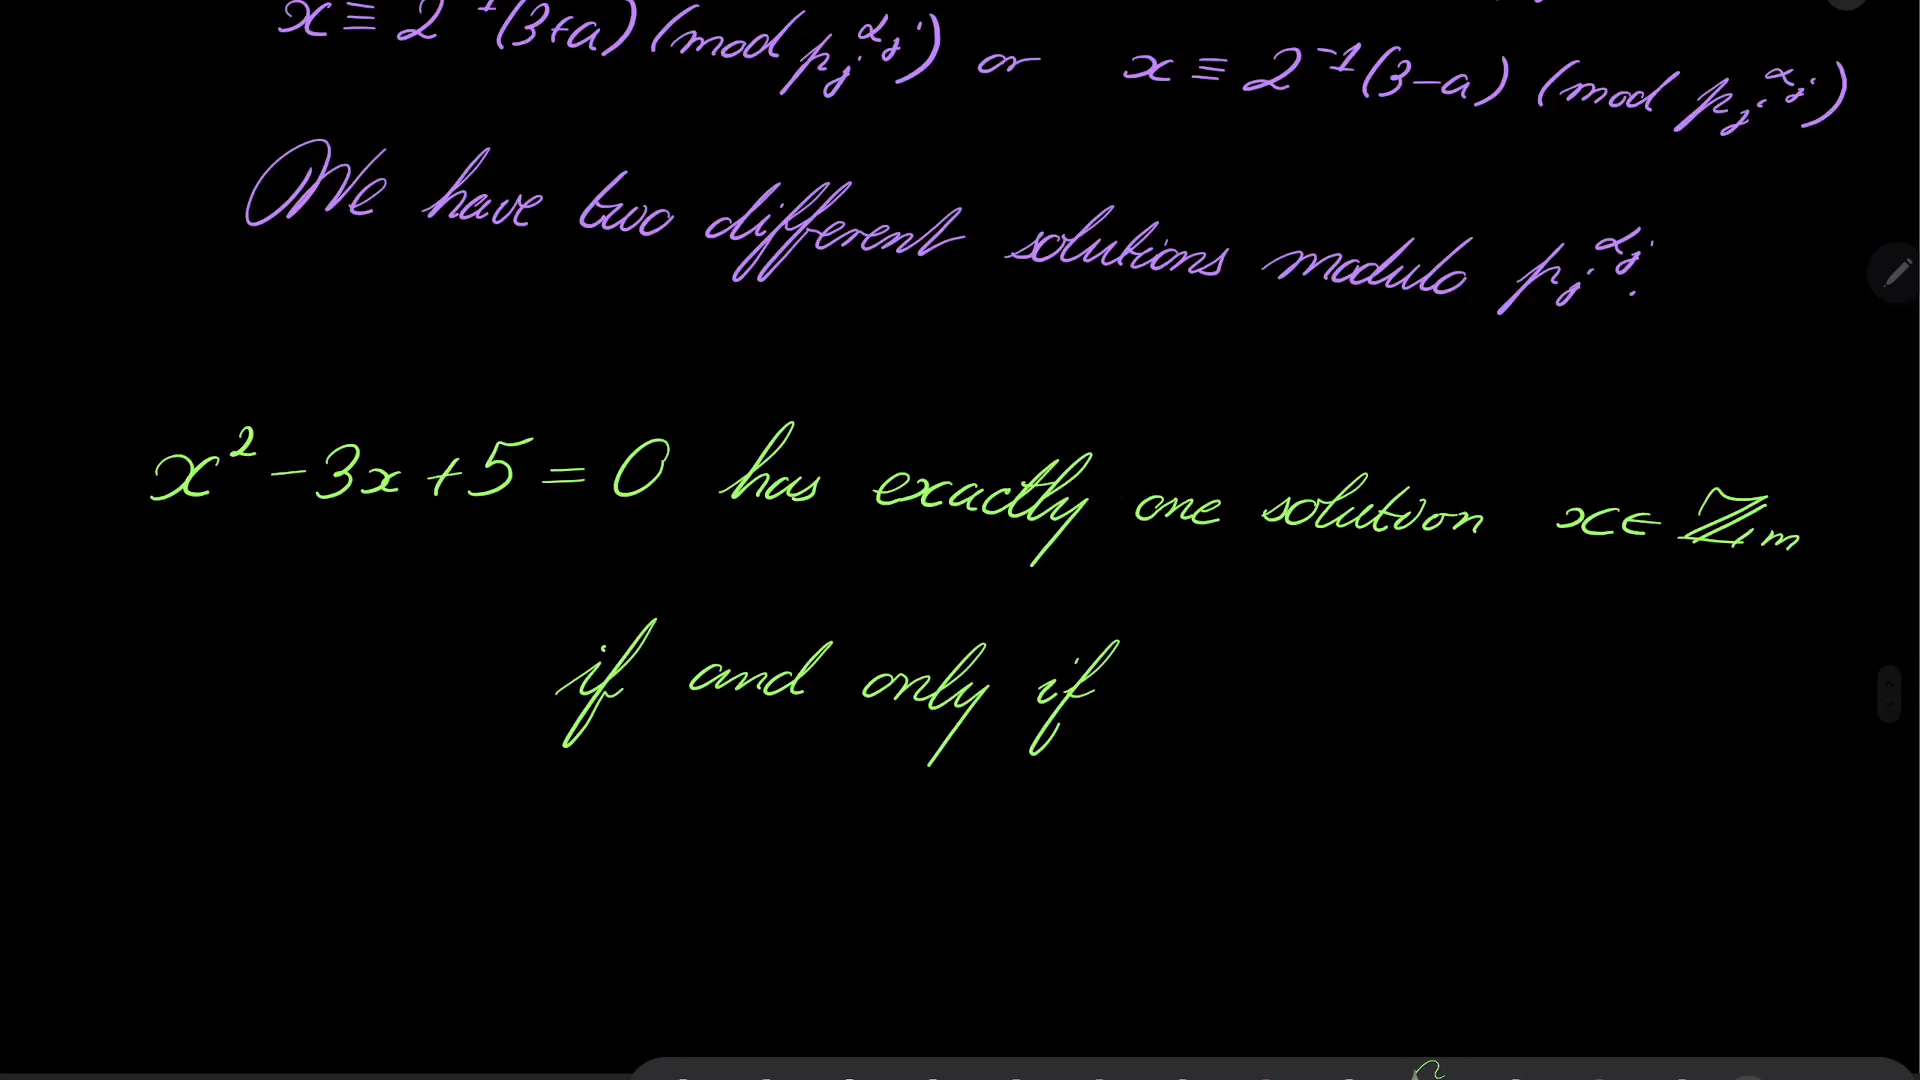 x ≡ 2⁻¹(3+a) (mod pⱼ^αⱼ) or x ≡ 2⁻¹(3-a) (mod pⱼ^αⱼ)
We have two different solutions modulo pⱼ^αⱼ.
x² - 3x + 5 = 0 has exactly one solution x ∈ ℤₘ
if and only if